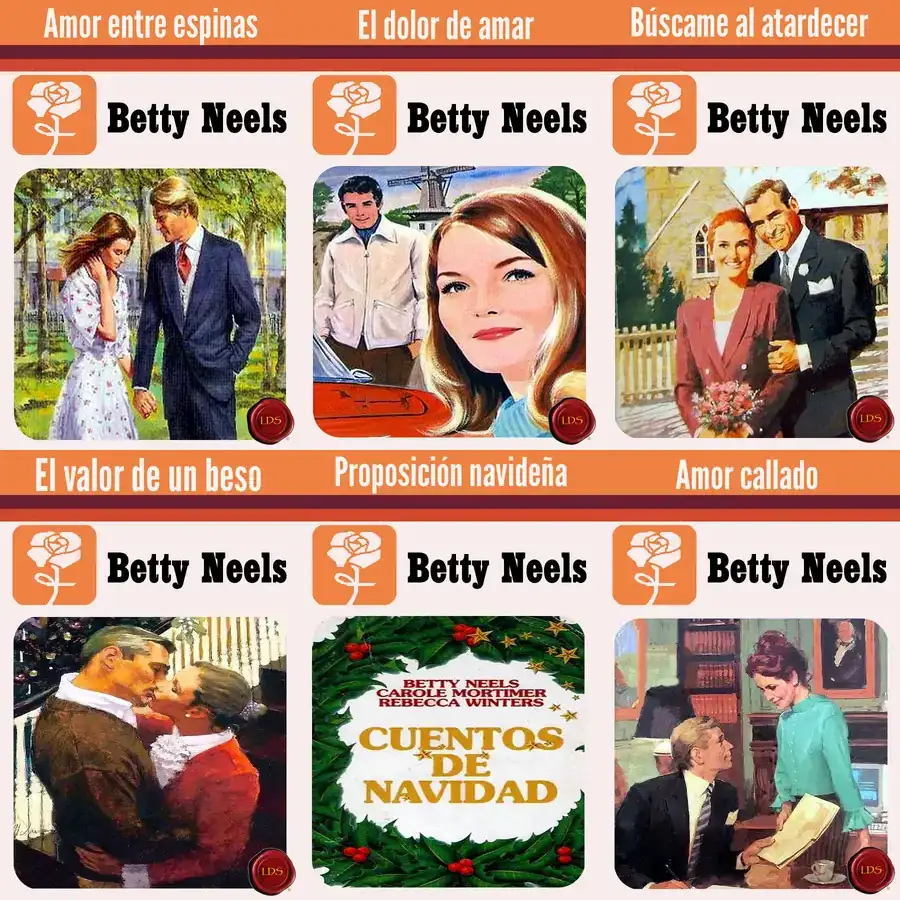 Amor entre espinas
El dolor de amar
Búscame al atardecer
Betty Neels
Betty Neels
Betty Neels
LDS
LDS
LDS
El valor de un beso
Proposición navideña
Amor callado
Betty Neels
Betty Neels
Betty Neels
BETTY NEELS
CAROLE MORTIMER
REBECCA WINTERS
CUENTOS
DE
NAVIDAD
LDS
LDS